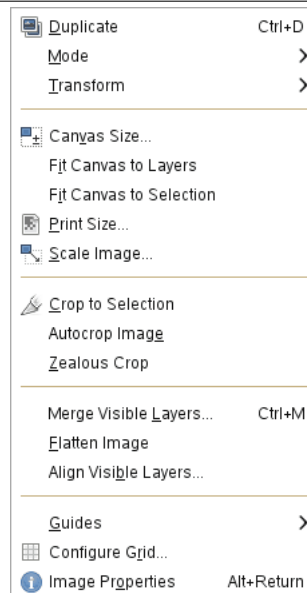 Duplicate Ctrl+D
Mode
Transform
Canvas Size...
Fit Canvas to Layers
Fit Canvas to Selection
Print Size...
Scale Image...
Crop to Selection
Autocrop Image
Zealous Crop
Merge Visible Layers... Ctrl+M
Flatten Image
Align Visible Layers...
Guides
Configure Grid...
Image Properties Alt+Return